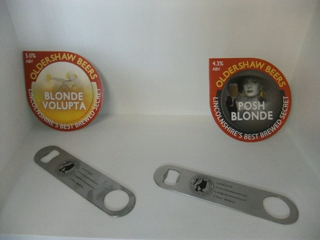 5.0%
ABV
OLDERSHAW BEERS
BLONDE
VOLUPTA
LINCOLNSHIRE'S BEST BREWED SECRET
4.3%
ABV
OLDERSHAW BEERS
POSH
BLONDE
LINCOLNSHIRE'S BEST BREWED SECRET